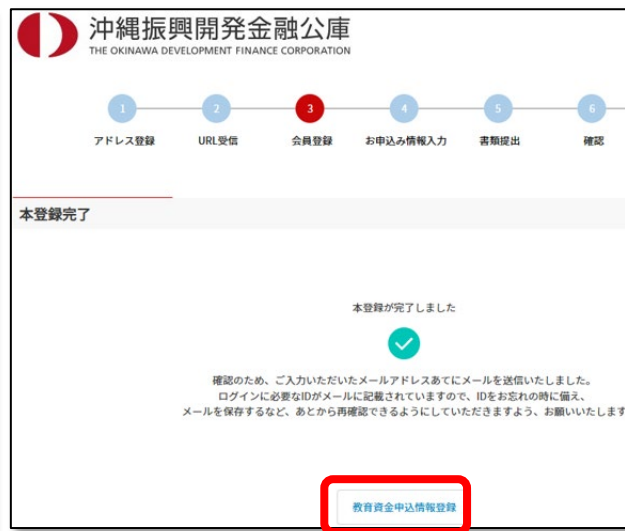 沖縄振興開発金融公庫
THE OKINAWA DEVELOPMENT FINANCE CORPORATION
1 2 3 4 5 6
アドレス登録 URL受信 会員登録 お申込み情報入力 書類提出 確認
本登録完了
本登録が完了しました
確認のため、ご入力いただいたメールアドレスあてにメールを送信いたしました。
ログインに必要なIDがメールに記載されていますので、IDをお忘れの時に備え、
メールを保存するなど、あとから再確認できるようにしていただきますよう、お願いいたします
教育資金申込情報登録